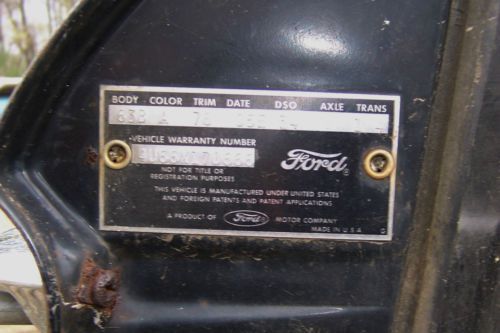 BODY COLOR TRIM DATE DSO AXLE TRANS
63B A
VEHICLE WARRANTY NUMBER
Ford
NOT FOR TITLE OR
REGISTRATION PURPOSES
THIS VEHICLE IS MANUFACTURED UNDER UNITED STATES
AND FOREIGN PATENTS AND PATENT APPLICATIONS
A PRODUCT OF Ford MOTOR COMPANY
MADE IN U.S.A